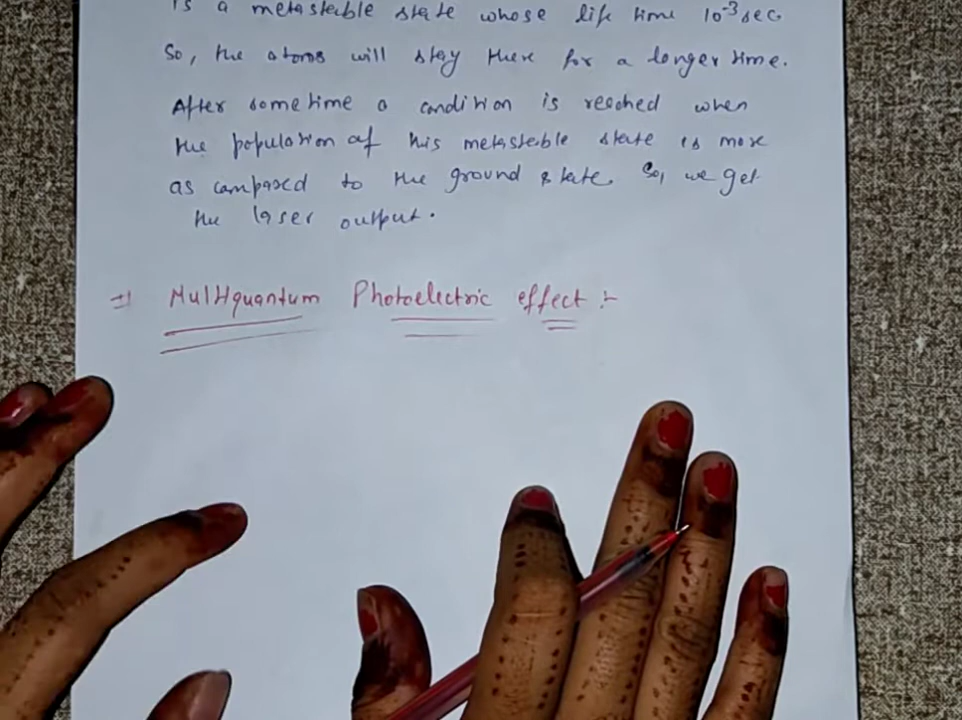 is a metastable state whose life time 10⁻³ sec.
So, the atoms will stay there for a longer time.
After some time a condition is reached when
the population of this metastable state is more
as compared to the ground state. So, we get
the laser output.
⇒ Multiquantum Photoelectric effect :-